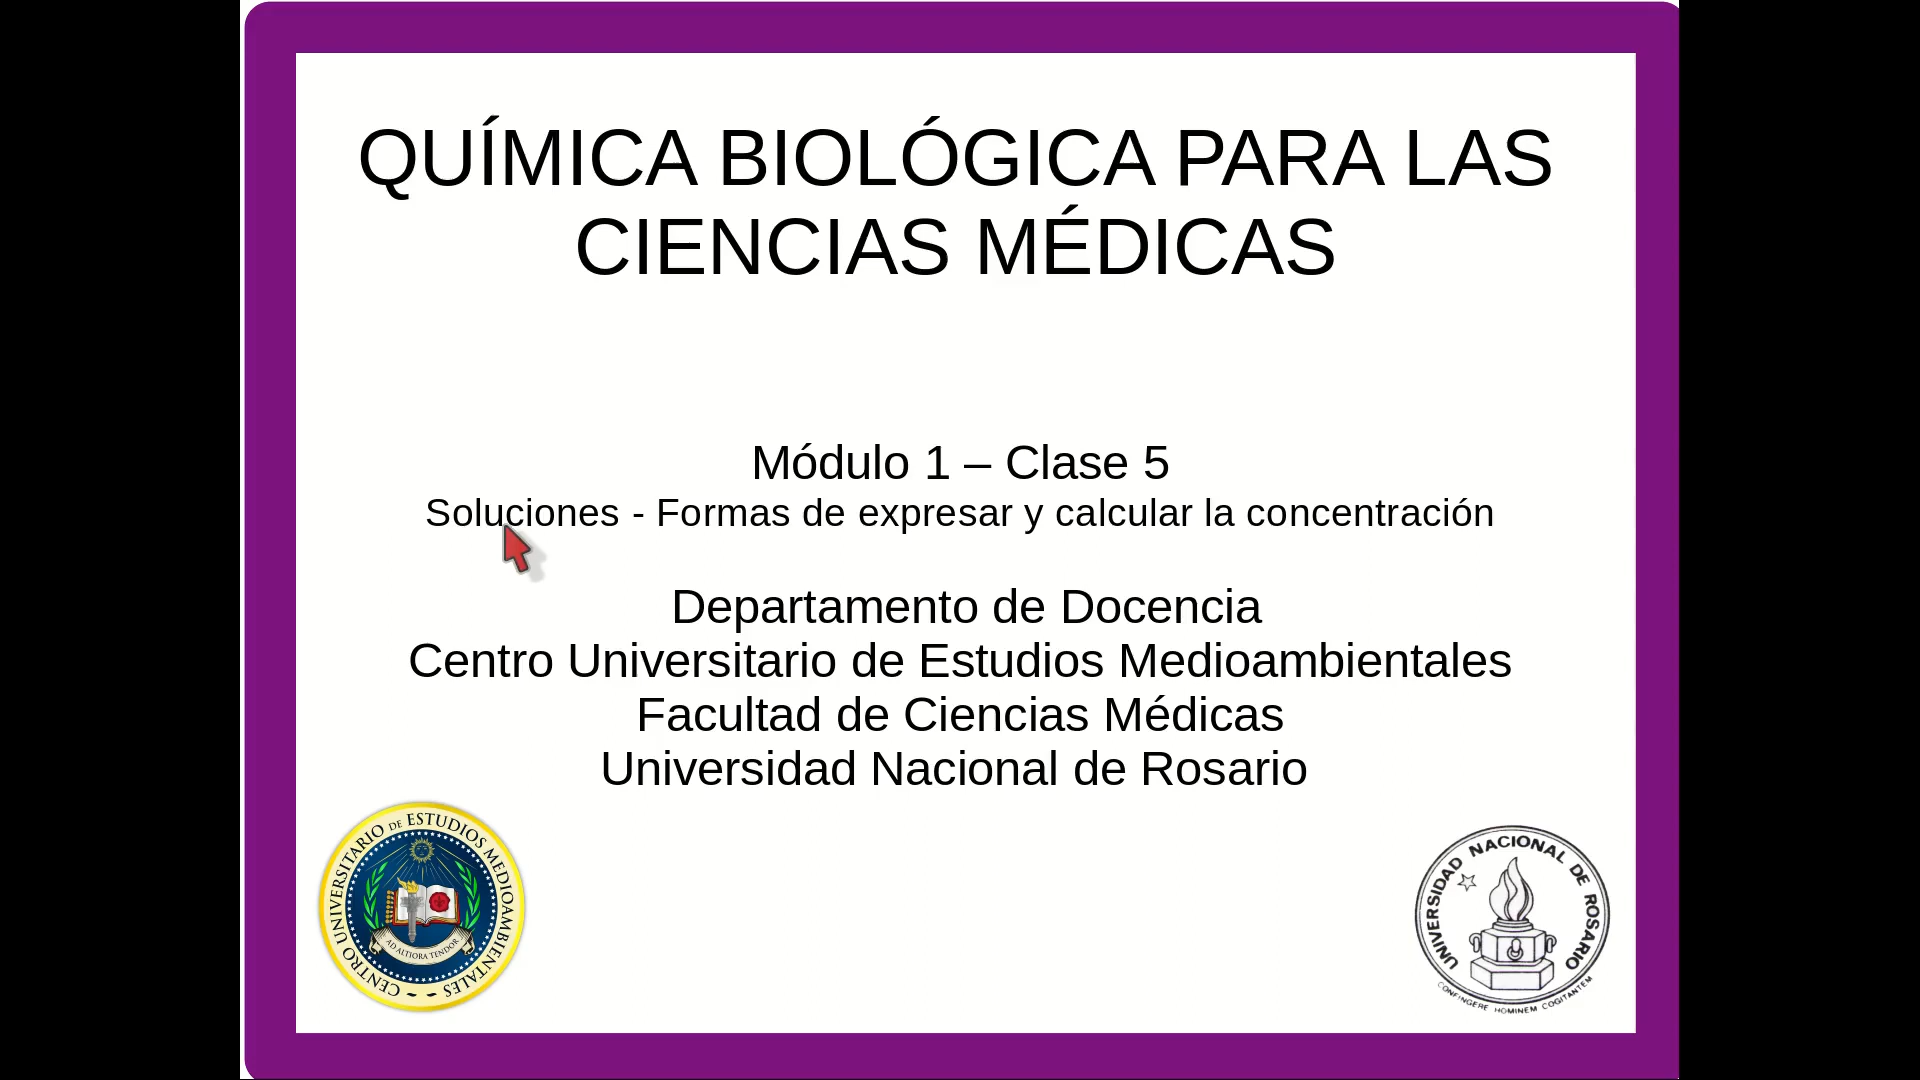 QUÍMICA BIOLÓGICA PARA LAS
CIENCIAS MÉDICAS
Módulo 1 – Clase 5
Soluciones - Formas de expresar y calcular la concentración
Departamento de Docencia
Centro Universitario de Estudios Medioambientales
Facultad de Ciencias Médicas
Universidad Nacional de Rosario
CENTRO UNIVERSITARIO DE ESTUDIOS MEDIOAMBIENTALES
AD ALTIORA TENDOR
UNIVERSIDAD NACIONAL DE ROSARIO
CONFINGERE HOMINEM COGITANTEM